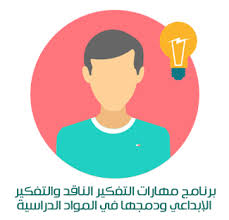 برنامج مهارات التفكير الناقد والتفكير
الإبداعي ودمجها في المواد الدراسية